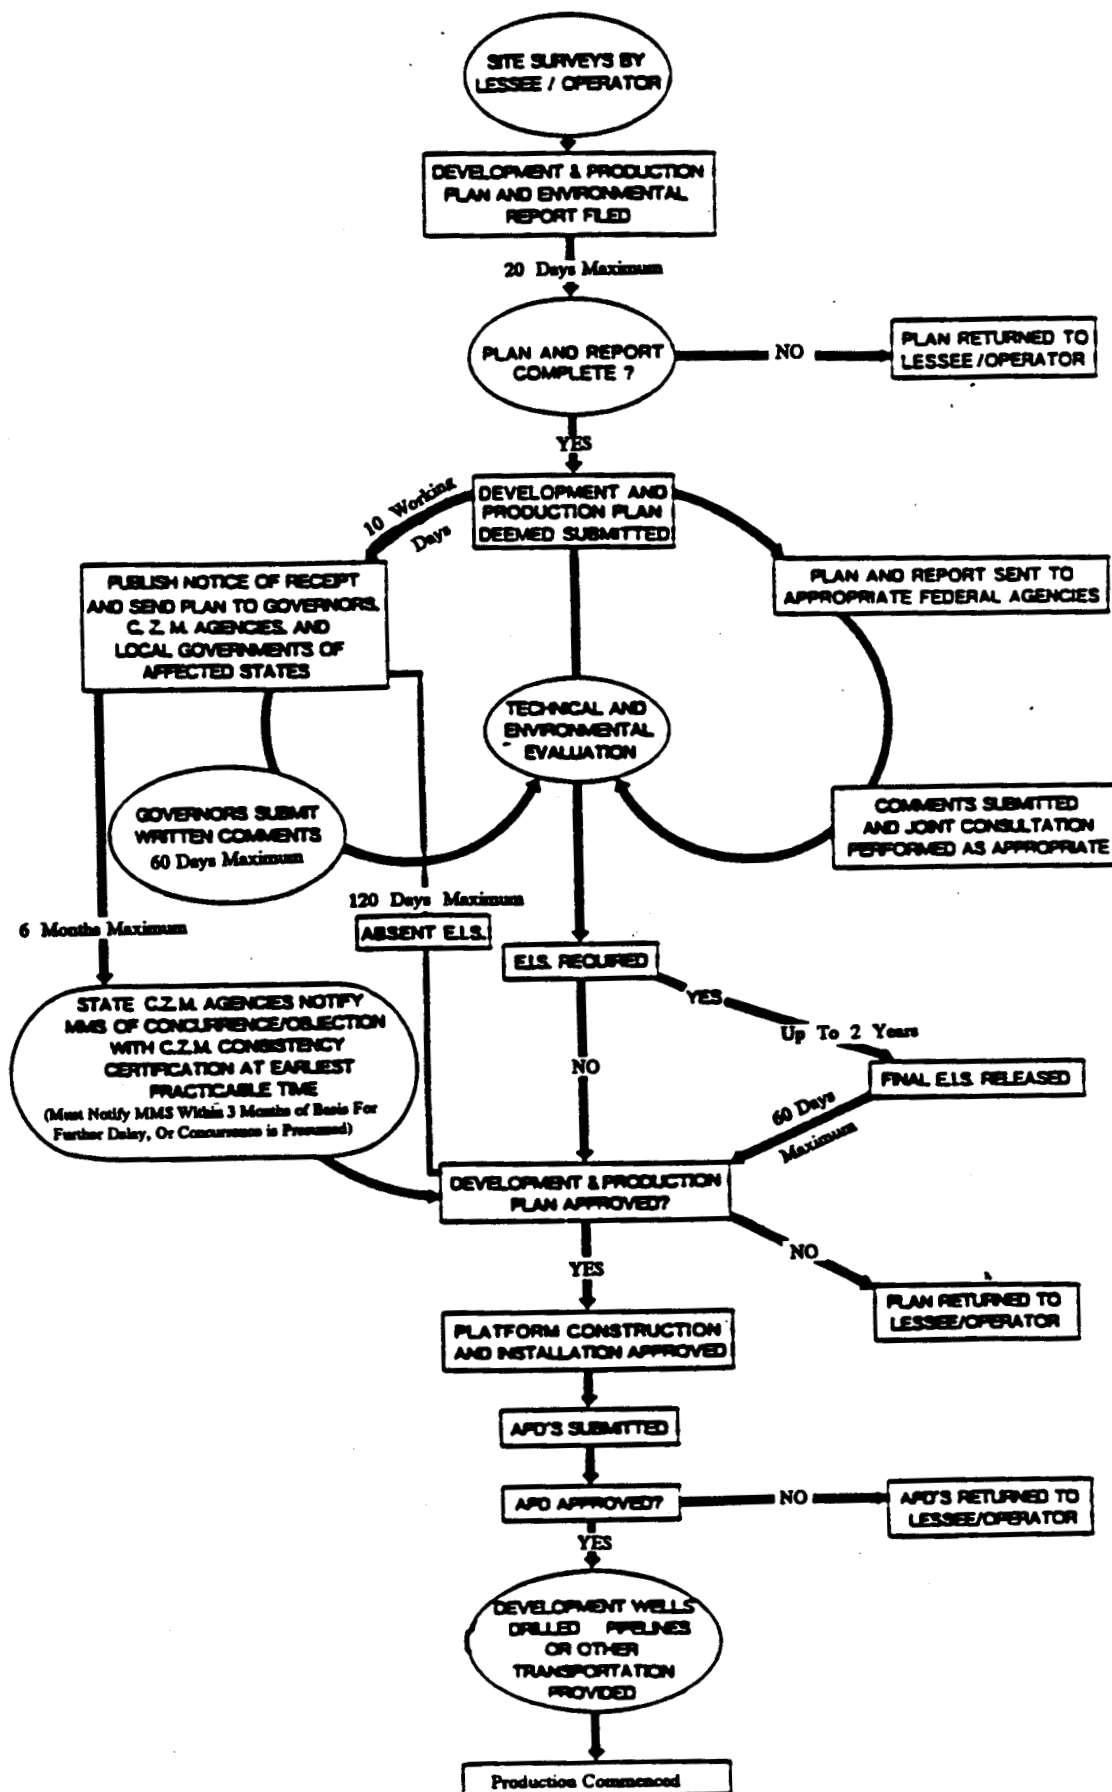 SITE SURVEYS BY
LESSEE / OPERATOR
DEVELOPMENT & PRODUCTION
PLAN AND ENVIRONMENTAL
REPORT FILED
20 Days Maximum
PLAN AND REPORT
COMPLETE ?
NO
PLAN RETURNED TO
LESSEE/OPERATOR
YES
DEVELOPMENT AND
PRODUCTION PLAN
DEEMED SUBMITTED
10 Working
Days
PUBLISH NOTICE OF RECEIPT
AND SEND PLAN TO GOVERNORS,
C. Z. M. AGENCIES, AND
LOCAL GOVERNMENTS OF
AFFECTED STATES
PLAN AND REPORT SENT TO
APPROPRIATE FEDERAL AGENCIES
TECHNICAL AND
ENVIRONMENTAL
EVALUATION
GOVERNORS SUBMIT
WRITTEN COMMENTS
60 Days Maximum
COMMENTS SUBMITTED
AND JOINT CONSULTATION
PERFORMED AS APPROPRIATE
120 Days Maximum
ABSENT E.I.S.
6 Months Maximum
E.I.S. REQUIRED
YES
Up To 2 Years
STATE C.Z.M. AGENCIES NOTIFY
MMS OF CONCURRENCE/OBJECTION
WITH C.Z.M. CONSISTENCY
CERTIFICATION AT EARLIEST
PRACTICABLE TIME
(Must Notify MMS Within 3 Months of Basis For
Further Delay, Or Concurrence is Presumed)
NO
FINAL E.I.S. RELEASED
60 Days
Maximum
DEVELOPMENT & PRODUCTION
PLAN APPROVED?
NO
YES
PLAN RETURNED TO
LESSEE/OPERATOR
PLATFORM CONSTRUCTION
AND INSTALLATION APPROVED
APD'S SUBMITTED
APD APPROVED?
NO
APD'S RETURNED TO
LESSEE/OPERATOR
YES
DEVELOPMENT WELLS
DRILLED PIPELINES
OR OTHER
TRANSPORTATION
PROVIDED
Production Commenced